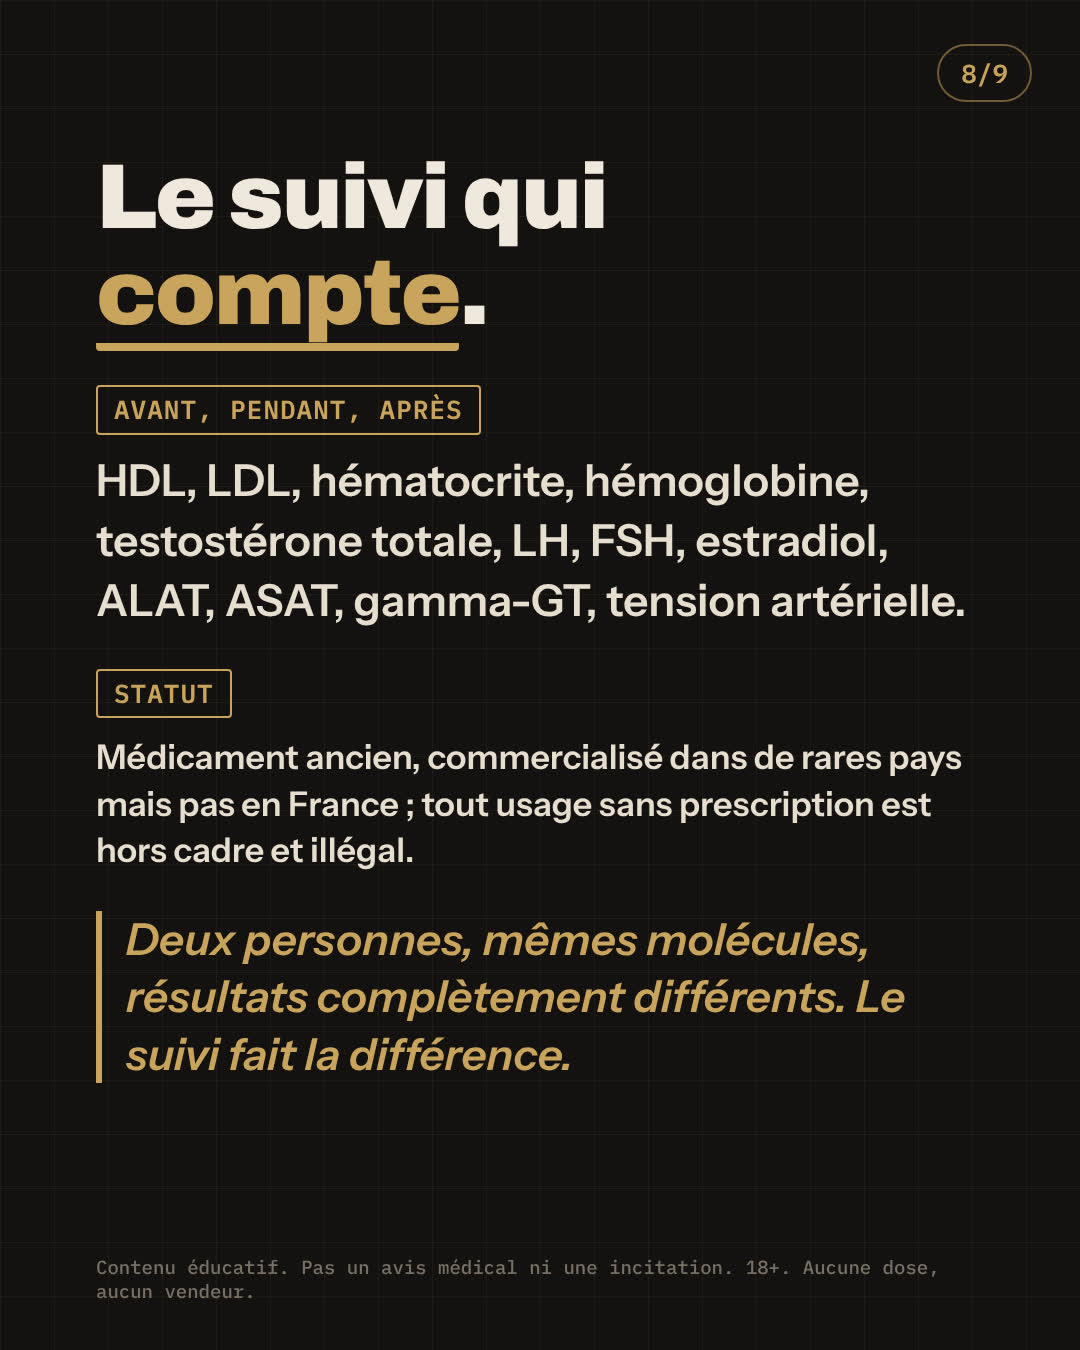 8/9
Le suivi qui
compte.
AVANT, PENDANT, APRÈS
HDL, LDL, hématocrite, hémoglobine,
testostérone totale, LH, FSH, estradiol,
ALAT, ASAT, gamma-GT, tension artérielle.
STATUT
Médicament ancien, commercialisé dans de rares pays
mais pas en France ; tout usage sans prescription est
hors cadre et illégal.
Deux personnes, mêmes molécules,
résultats complètement différents. Le
suivi fait la différence.
Contenu éducatif. Pas un avis médical ni une incitation. 18+. Aucune dose,
aucun vendeur.